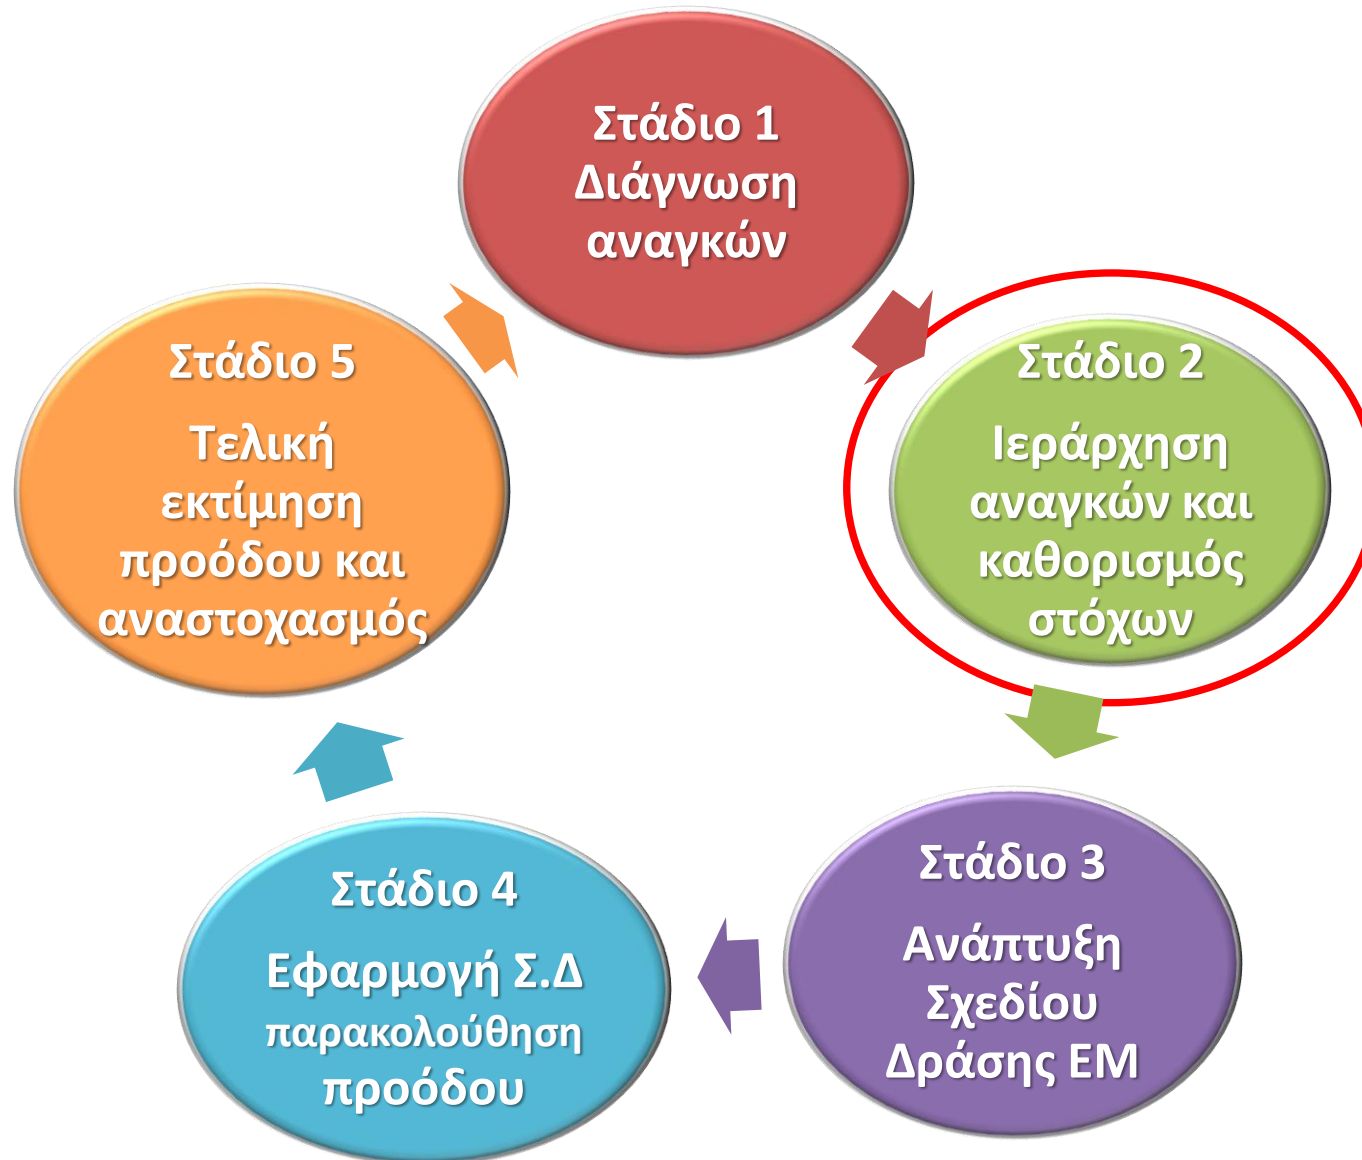 Στάδιο 1
Διάγνωση
αναγκών
Στάδιο 2
Ιεράρχηση
αναγκών και
καθορισμός
στόχων
Στάδιο 3
Ανάπτυξη
Σχεδίου
Δράσης ΕΜ
Στάδιο 4
Εφαρμογή Σ.Δ
παρακολούθηση
προόδου
Στάδιο 5
Τελική
εκτίμηση
προόδου και
αναστοχασμός